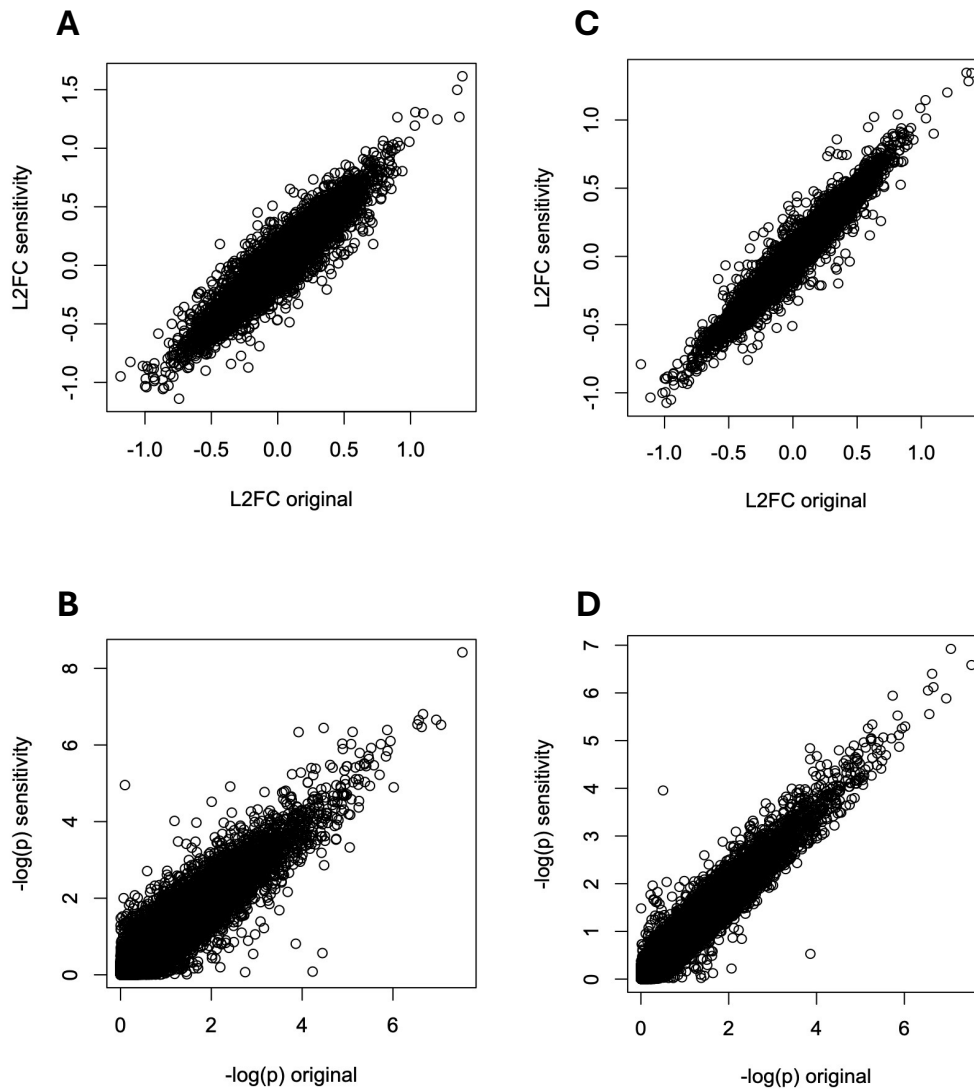 A
L2FC sensitivity
1.5
1.0
0.5
0.0
-0.5
-1.0
-1.0 -0.5 0.0 0.5 1.0
L2FC original
C
L2FC sensitivity
1.0
0.5
0.0
-0.5
-1.0
-1.0 -0.5 0.0 0.5 1.0
L2FC original
B
-log(p) sensitivity
8
6
4
2
0
0 2 4 6
-log(p) original
D
-log(p) sensitivity
7
6
5
4
3
2
1
0
0 2 4 6
-log(p) original